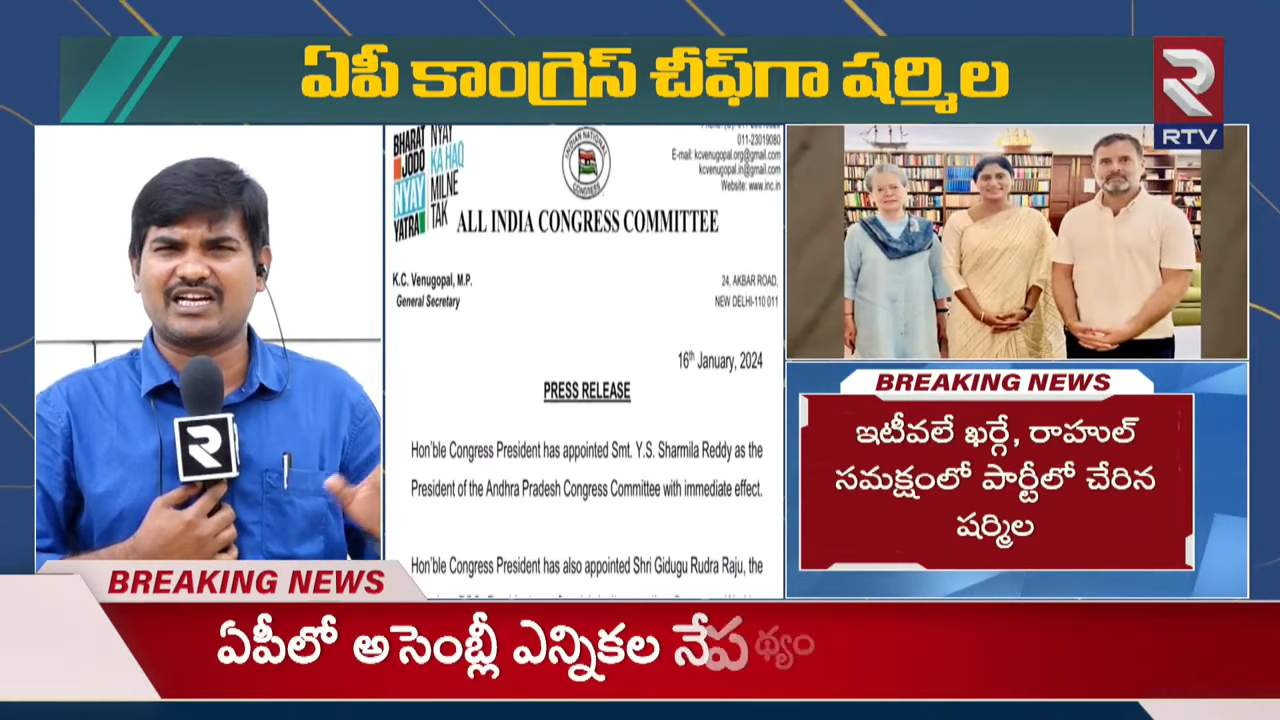 ఏపీ కాంగ్రెస్ చీఫ్‌గా షర్మిల
RTV
BHARAT
JODO
NYAY
YATRA
NYAY
KA HAQ
MILNE
TAK
INDIAN NATIONAL
CONGRESS
011-23019080
E-mail: kcvenugopal.org@gmail.com
kcvenugopal.in@gmail.com
Website: www.inc.in
ALL INDIA CONGRESS COMMITTEE
K.C. Venugopal, M.P.
General Secretary
24, AKBAR ROAD,
NEW DELHI-110 011
16th January, 2024
PRESS RELEASE
Hon'ble Congress President has appointed Smt. Y.S. Sharmila Reddy as the
President of the Andhra Pradesh Congress Committee with immediate effect.
Hon'ble Congress President has also appointed Shri Gidugu Rudra Raju, the
BREAKING NEWS
ఇటీవలే ఖర్గే, రాహుల్
సమక్షంలో పార్టీలో చేరిన
షర్మిల
BREAKING NEWS
ఏపీలో అసెంబ్లీ ఎన్నికల నేపథ్యం